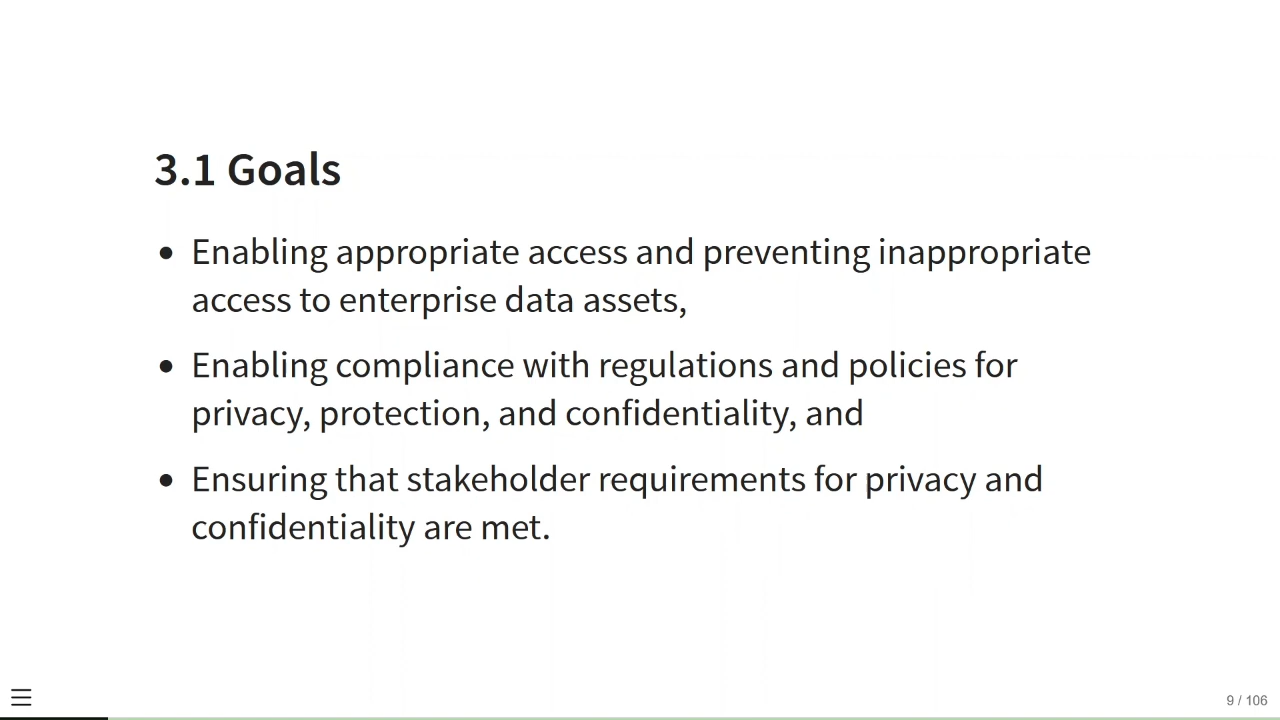 3.1 Goals
• Enabling appropriate access and preventing inappropriate
access to enterprise data assets,
• Enabling compliance with regulations and policies for
privacy, protection, and confidentiality, and
• Ensuring that stakeholder requirements for privacy and
confidentiality are met.
9 / 106